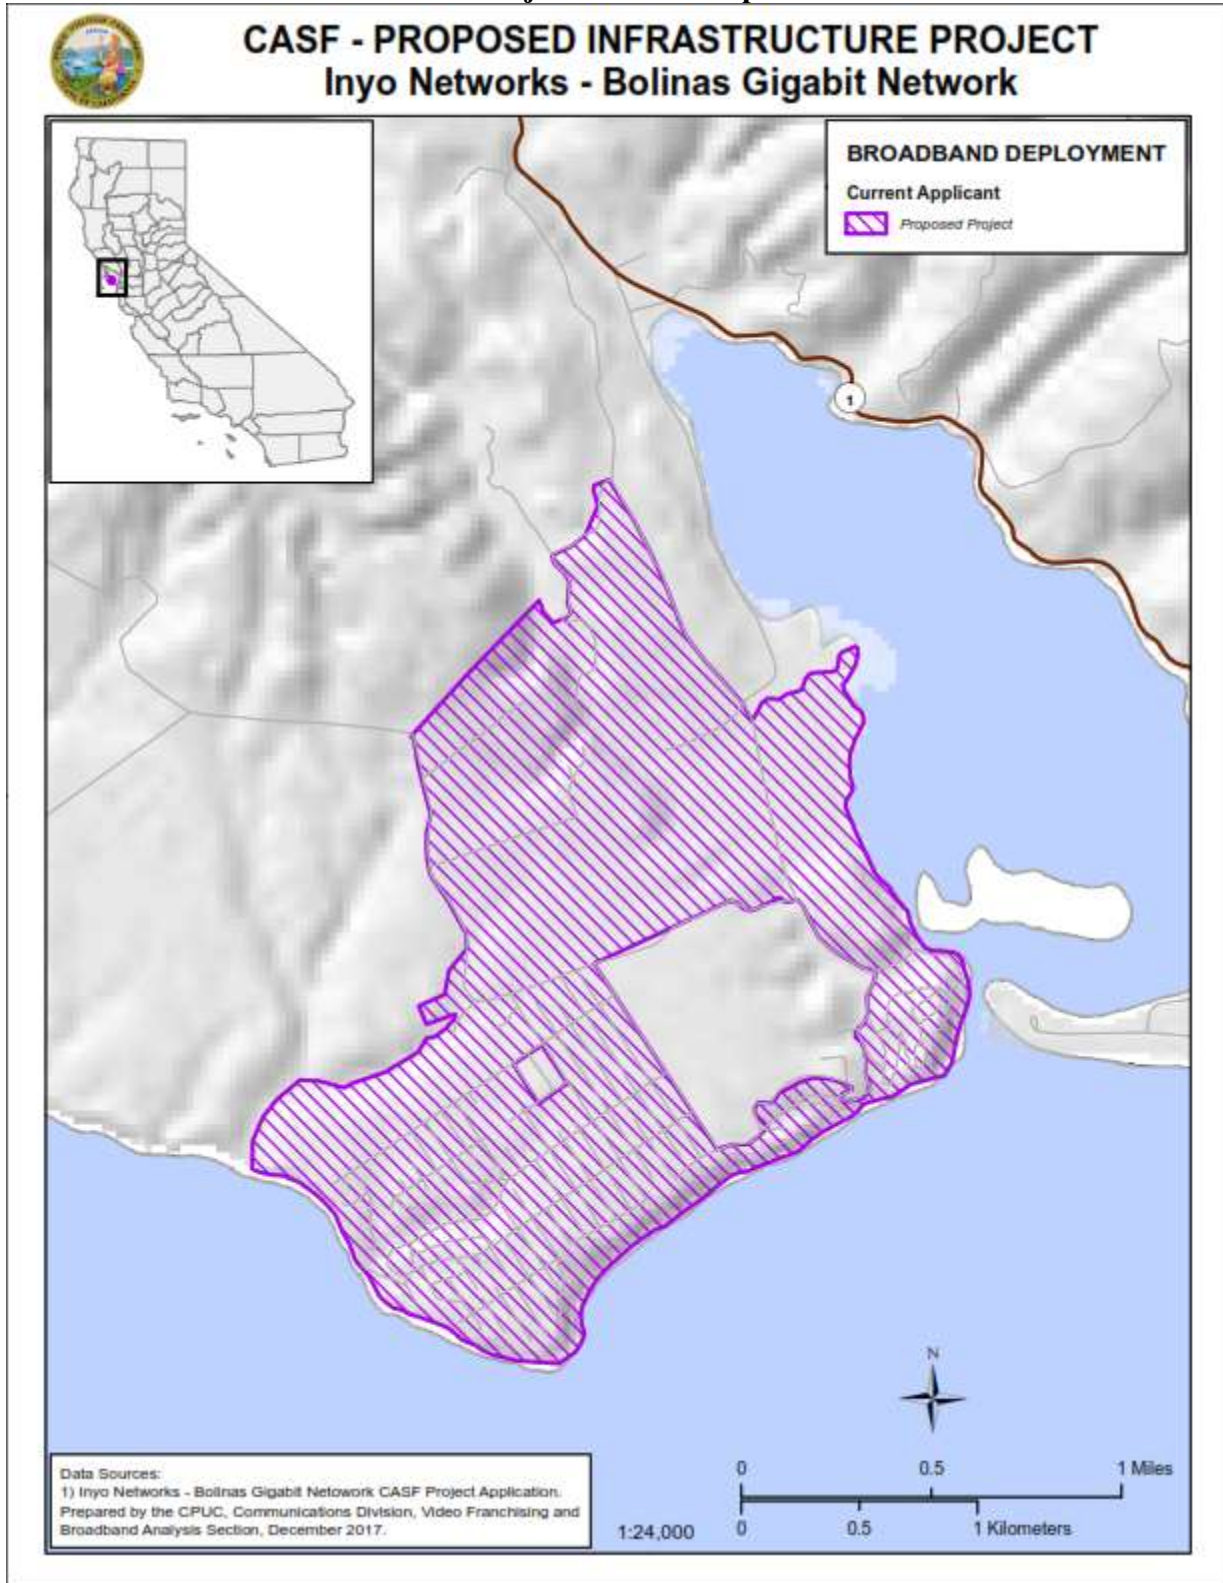 CASF - PROPOSED INFRASTRUCTURE PROJECT
Inyo Networks - Bolinas Gigabit Network
BROADBAND DEPLOYMENT
Current Applicant
Proposed Project
1
N
0 0.5 1 Miles
0 0.5 1 Kilometers
1:24,000
Data Sources:
1) Inyo Networks - Bolinas Gigabit Netowork CASF Project Application.
Prepared by the CPUC, Communications Division, Video Franchising and
Broadband Analysis Section, December 2017.